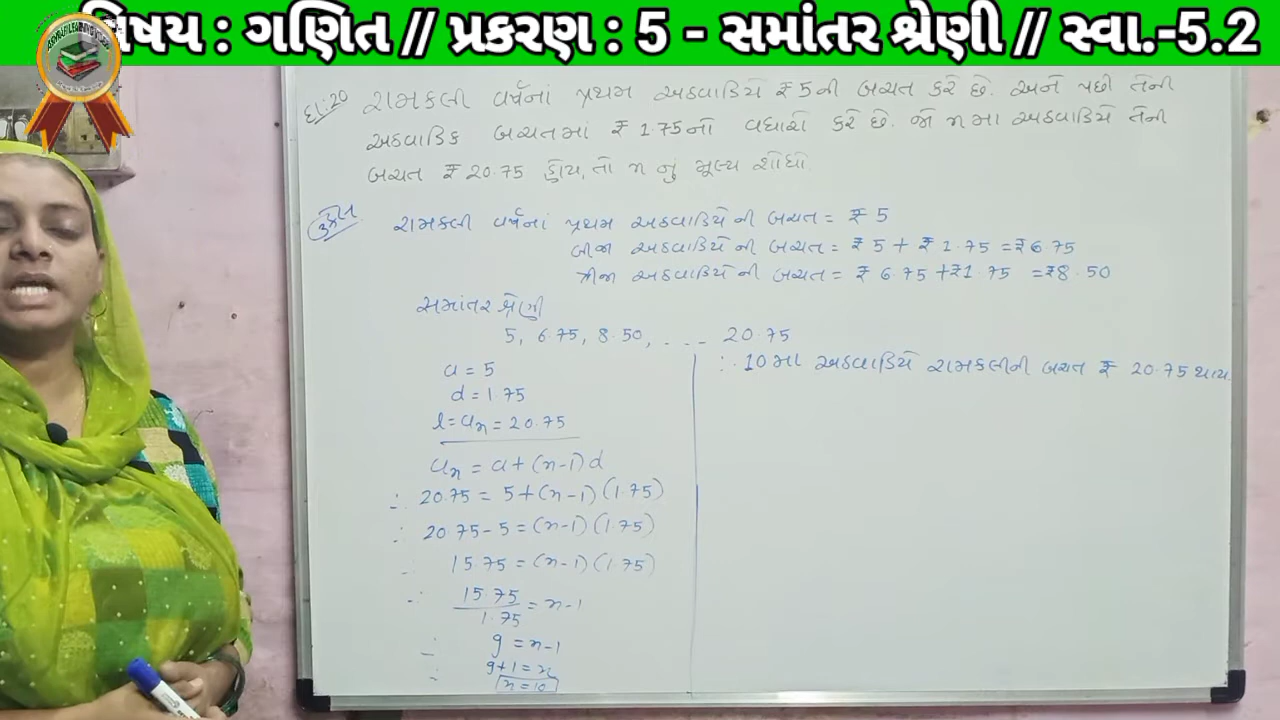 વિષય : ગણિત // પ્રકરણ : 5 - સમાંતર શ્રેણી // સ્વા.-5.2
દા:20 રામકલી વર્ષનાં પ્રથમ અઠવાડિયે ₹ 5ની બચત કરે છે. અને પછી તેની
અઠવાડિક બચતમાં ₹ 1.75નો વધારો કરે છે. જો n મા અઠવાડિયે તેની
બચત ₹ 20.75 હોય, તો n નું મૂલ્ય શોધો.
ઉકેલ રામકલી વર્ષનાં પ્રથમ અઠવાડિયે ની બચત = ₹ 5
બીજા અઠવાડિયે ની બચત = ₹ 5 + ₹ 1.75 = ₹ 6.75
ત્રીજા અઠવાડિયે ની બચત = ₹ 6.75 + ₹1.75 = ₹8.50
સમાંતર શ્રેણી
5, 6.75, 8.50, .... 20.75
a = 5
d = 1.75
l = aₙ = 20.75
aₙ = a + (n-1)d
∴ 20.75 = 5 + (n-1) (1.75)
∴ 20.75 - 5 = (n-1) (1.75)
∴ 15.75 = (n-1) (1.75)
∴ 15.75/1.75 = n-1
∴ 9 = n-1
∴ 9+1 = n
n = 10
∴ 10મા અઠવાડિયે રામકલીની બચત ₹ 20.75 થાય.